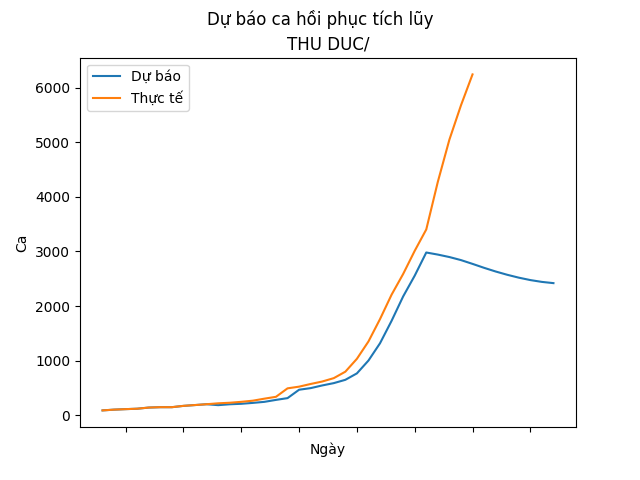 Dự báo ca hồi phục tích lũy
THU DUC/
Dự báo
Thực tế
6000
5000
4000
3000
2000
1000
0
Ca
Ngày